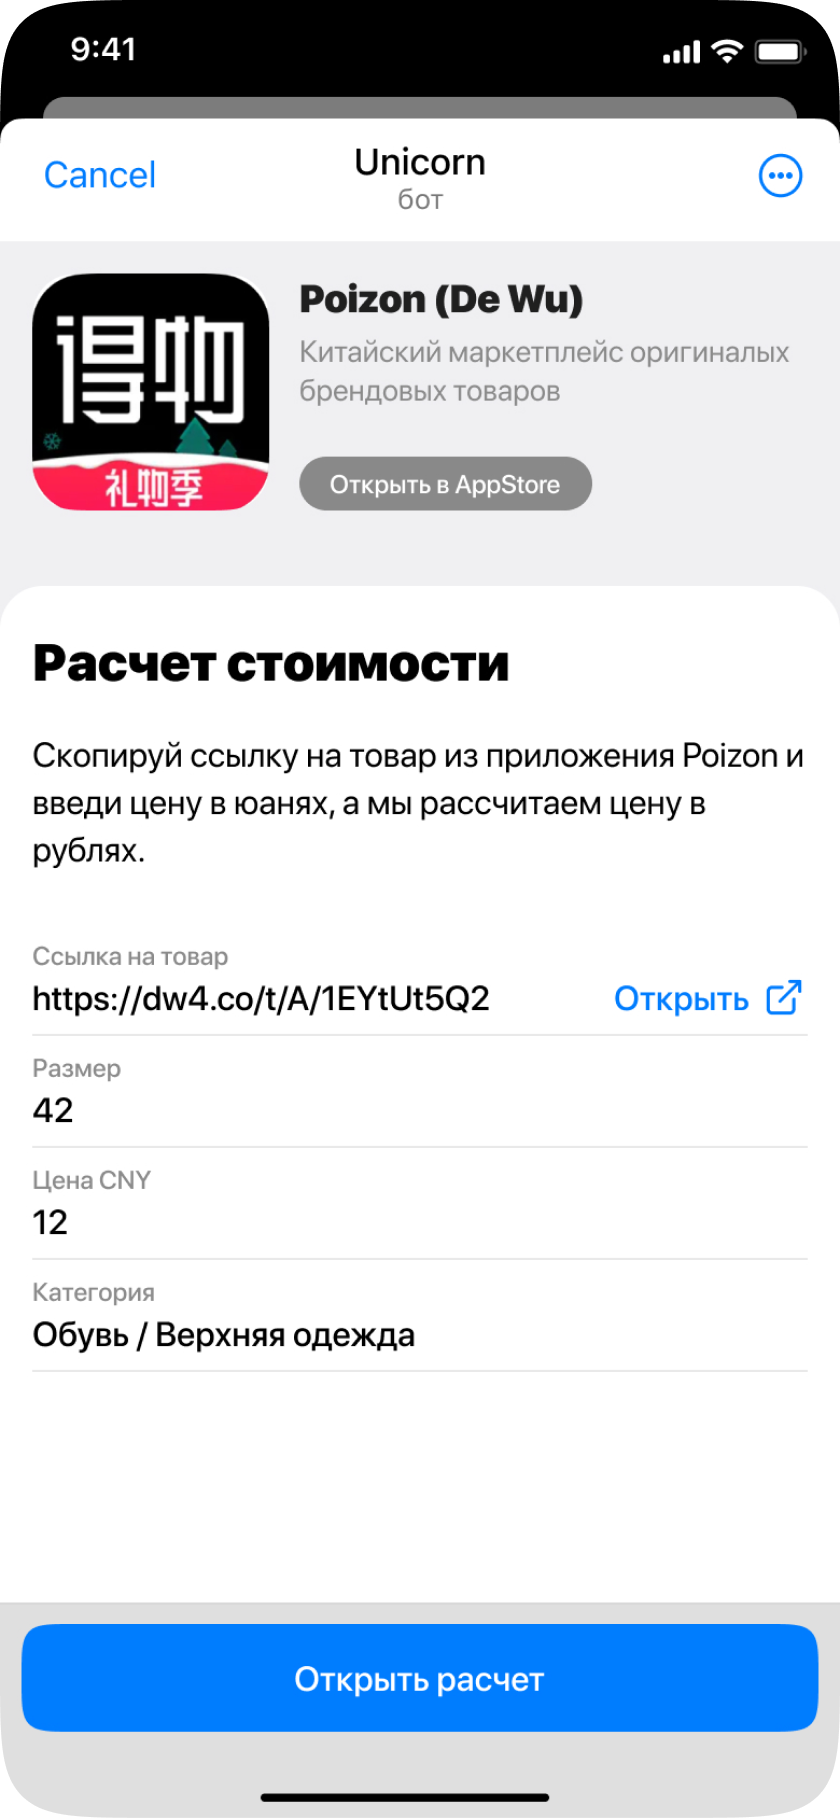 9:41
Cancel
Unicorn
бот
得物
礼物季
Poizon (De Wu)
Китайский маркетплейс оригиналых
брендовых товаров
Открыть в AppStore
Расчет стоимости
Скопируй ссылку на товар из приложения Poizon и
введи цену в юанях, а мы рассчитаем цену в
рублях.
Ссылка на товар
https://dw4.co/t/A/1EYtUt5Q2
Открыть
Размер
42
Цена CNY
12
Категория
Обувь / Верхняя одежда
Открыть расчет